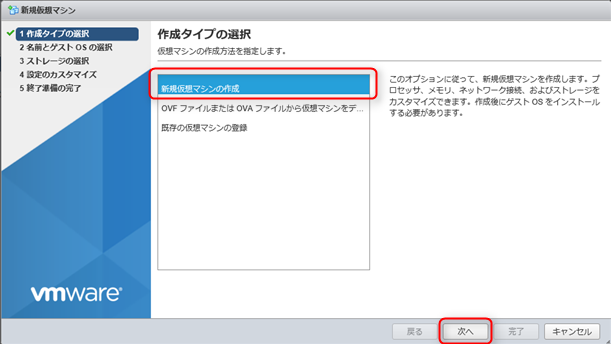 新規仮想マシン
1 作成タイプの選択
2 名前とゲスト OS の選択
3 ストレージの選択
4 設定のカスタマイズ
5 終了準備の完了
作成タイプの選択
仮想マシンの作成方法を指定します。
新規仮想マシンの作成
OVF ファイルまたは OVA ファイルから仮想マシンをデ...
既存の仮想マシンの登録
このオプションに従って、新規仮想マシンを作成します。プ
ロセッサ、メモリ、ネットワーク接続、およびストレージを
カスタマイズできます。作成後にゲスト OS をインストール
する必要があります。
vmware®
戻る
次へ
完了
キャンセル